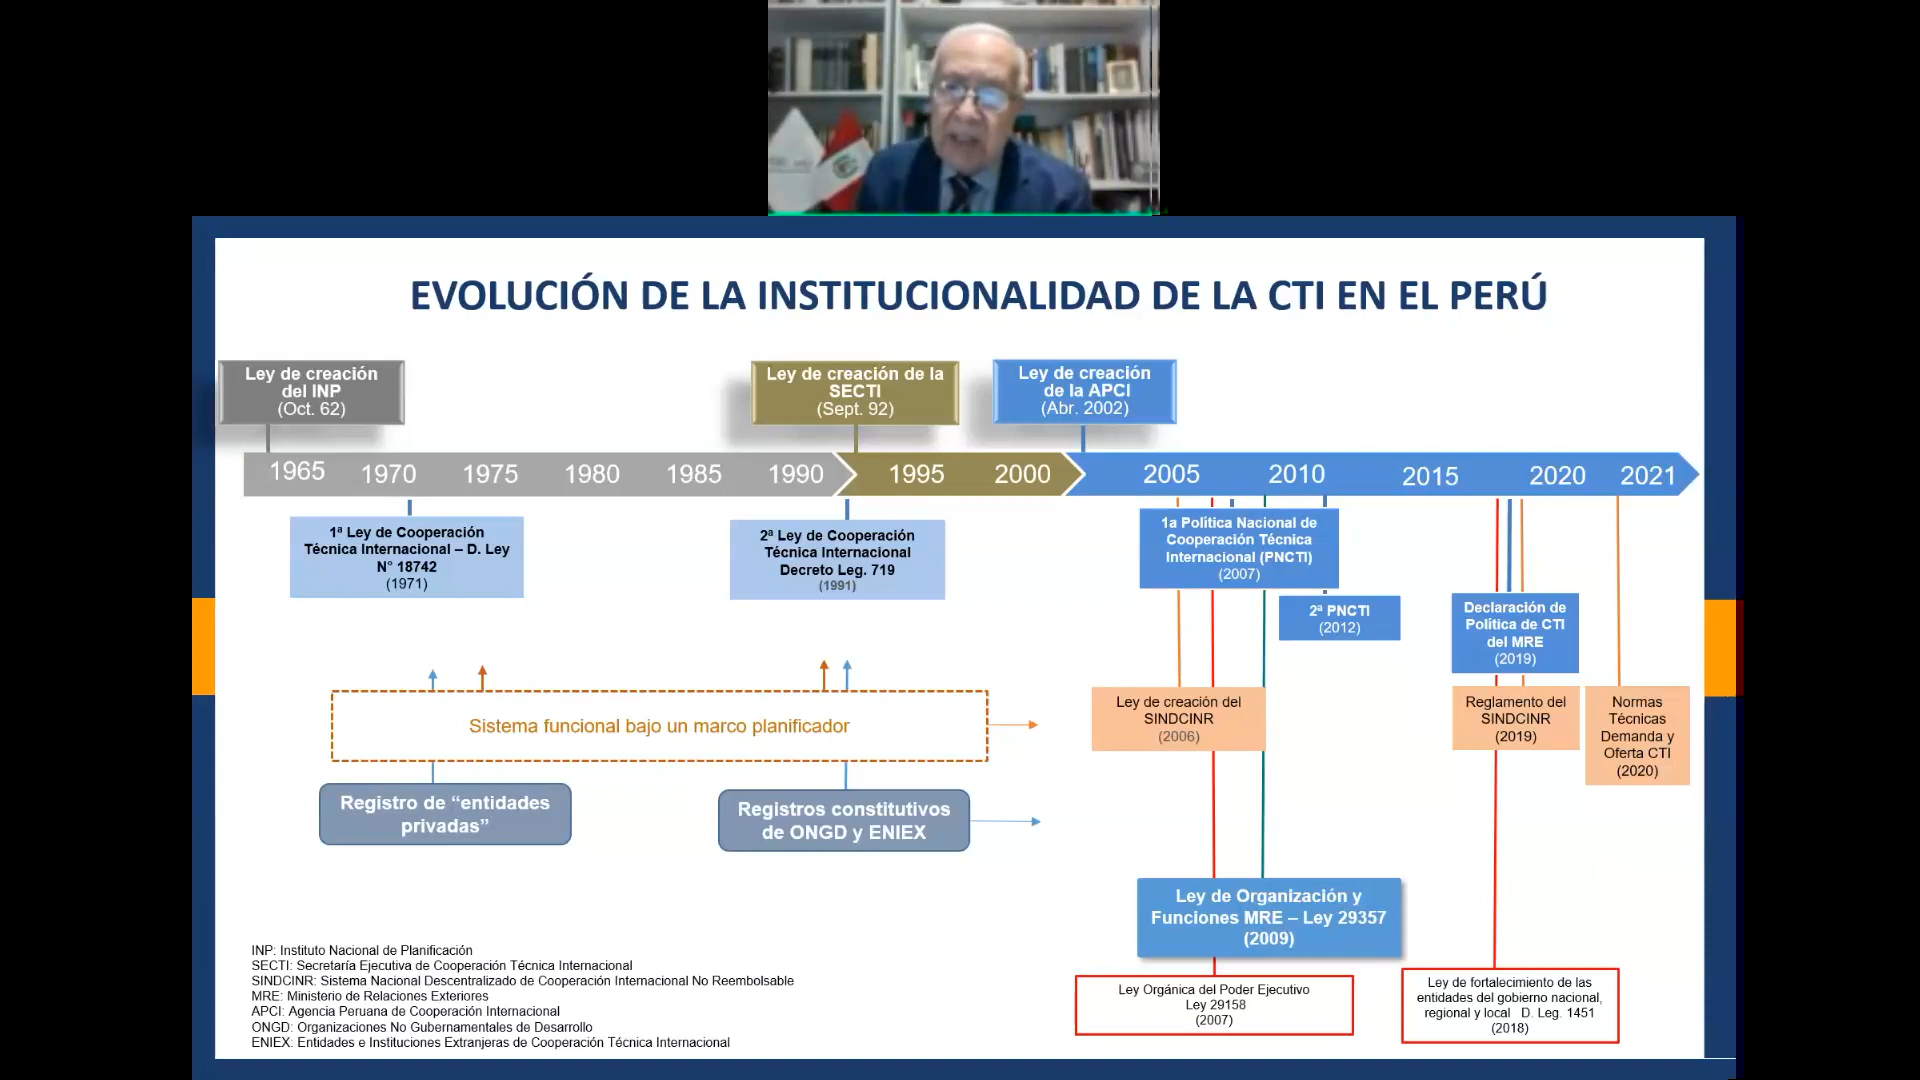 EVOLUCIÓN DE LA INSTITUCIONALIDAD DE LA CTI EN EL PERÚ
Ley de creación
del INP
(Oct. 62)
Ley de creación de la
SECTI
(Sept. 92)
Ley de creación
de la APCI
(Abr. 2002)
1965 1970 1975 1980 1985 1990 1995 2000 2005 2010 2015 2020 2021
1ª Ley de Cooperación
Técnica Internacional – D. Ley
N° 18742
(1971)
2ª Ley de Cooperación
Técnica Internacional
Decreto Leg. 719
(1991)
1a Política Nacional de
Cooperación Técnica
Internacional (PNCTI)
(2007)
2ª PNCTI
(2012)
Declaración de
Política de CTI
del MRE
(2019)
Sistema funcional bajo un marco planificador
Ley de creación del
SINDCINR
(2006)
Reglamento del
SINDCINR
(2019)
Normas
Técnicas
Demanda y
Oferta CTI
(2020)
Registro de “entidades
privadas”
Registros constitutivos
de ONGD y ENIEX
Ley de Organización y
Funciones MRE – Ley 29357
(2009)
Ley Orgánica del Poder Ejecutivo
Ley 29158
(2007)
Ley de fortalecimiento de las
entidades del gobierno nacional,
regional y local D. Leg. 1451
(2018)
INP: Instituto Nacional de Planificación
SECTI: Secretaría Ejecutiva de Cooperación Técnica Internacional
SINDCINR: Sistema Nacional Descentralizado de Cooperación Internacional No Reembolsable
MRE: Ministerio de Relaciones Exteriores
APCI: Agencia Peruana de Cooperación Internacional
ONGD: Organizaciones No Gubernamentales de Desarrollo
ENIEX: Entidades e Instituciones Extranjeras de Cooperación Técnica Internacional